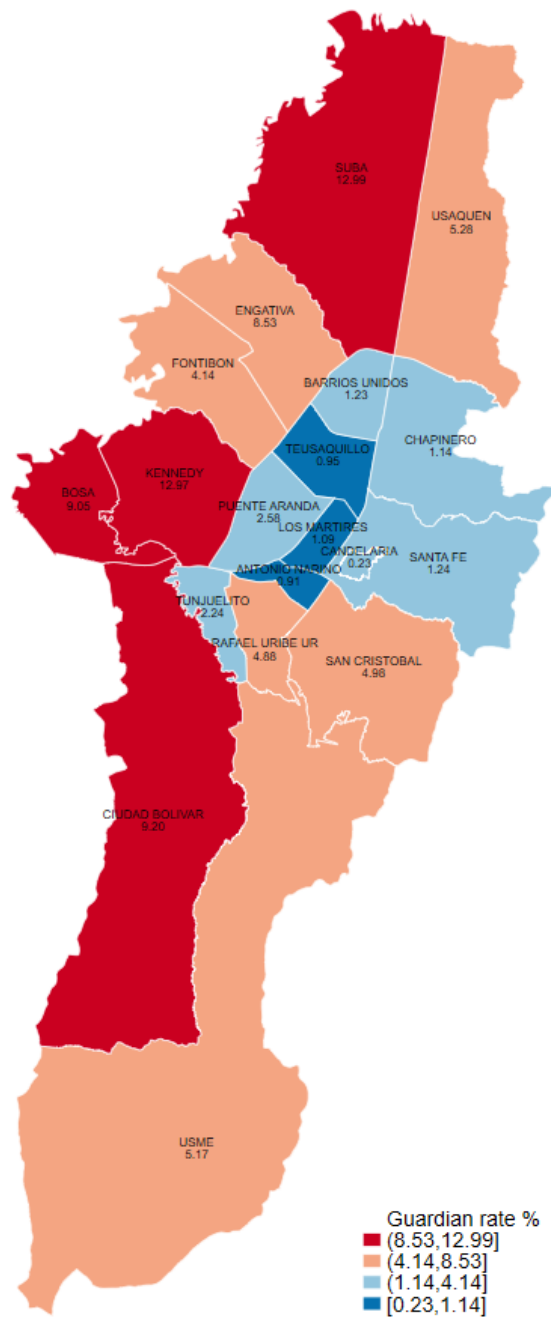 SUBA
12.99
USAQUEN
5.28
ENGATIVA
8.53
FONTIBON
4.14
BARRIOS UNIDOS
1.23
CHAPINERO
1.14
TEUSAQUILLO
0.95
KENNEDY
12.97
BOSA
9.05
PUENTE ARANDA
2.58
LOS MARTIRES
1.09
CANDELARIA
0.23
SANTA FE
1.24
ANTONIO NARINO
0.91
TUNJUELITO
2.24
RAFAEL URIBE UR
4.88
SAN CRISTOBAL
4.98
CIUDAD BOLIVAR
9.20
USME
5.17
Guardian rate %
(8.53,12.99]
(4.14,8.53]
(1.14,4.14]
[0.23,1.14]